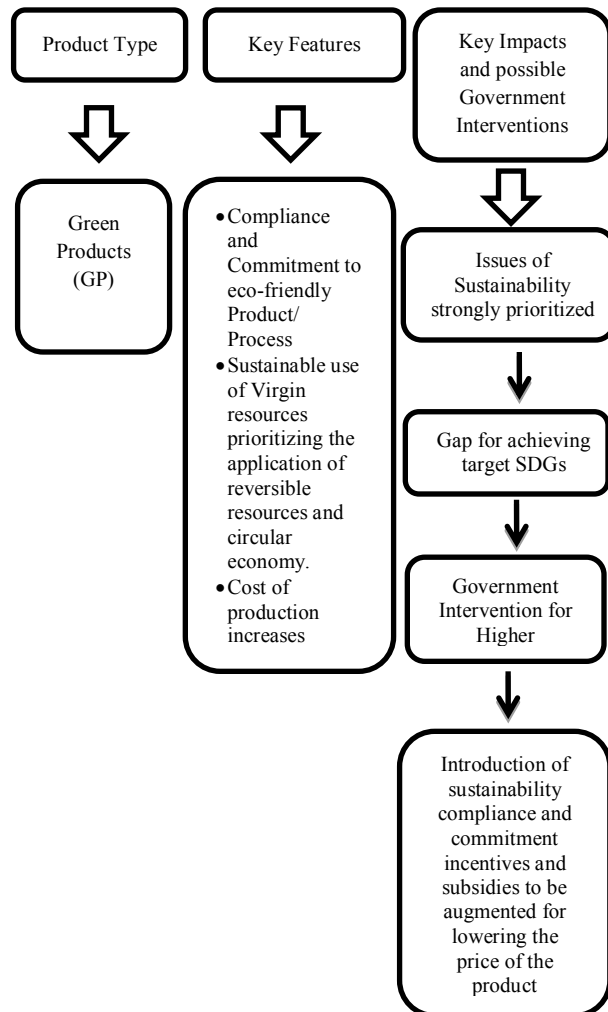 Product Type
Key Features
Key Impacts
and possible
Government
Interventions
Green
Products
(GP)
•Compliance
and
Commitment to
eco-friendly
Product/
Process
•Sustainable use
of Virgin
resources
prioritizing the
application of
reversible
resources and
circular
economy.
•Cost of
production
increases
Issues of
Sustainability
strongly prioritized
Gap for achieving
target SDGs
Government
Intervention for
Higher
Introduction of
sustainability
compliance and
commitment
incentives and
subsidies to be
augmented for
lowering the
price of the
product